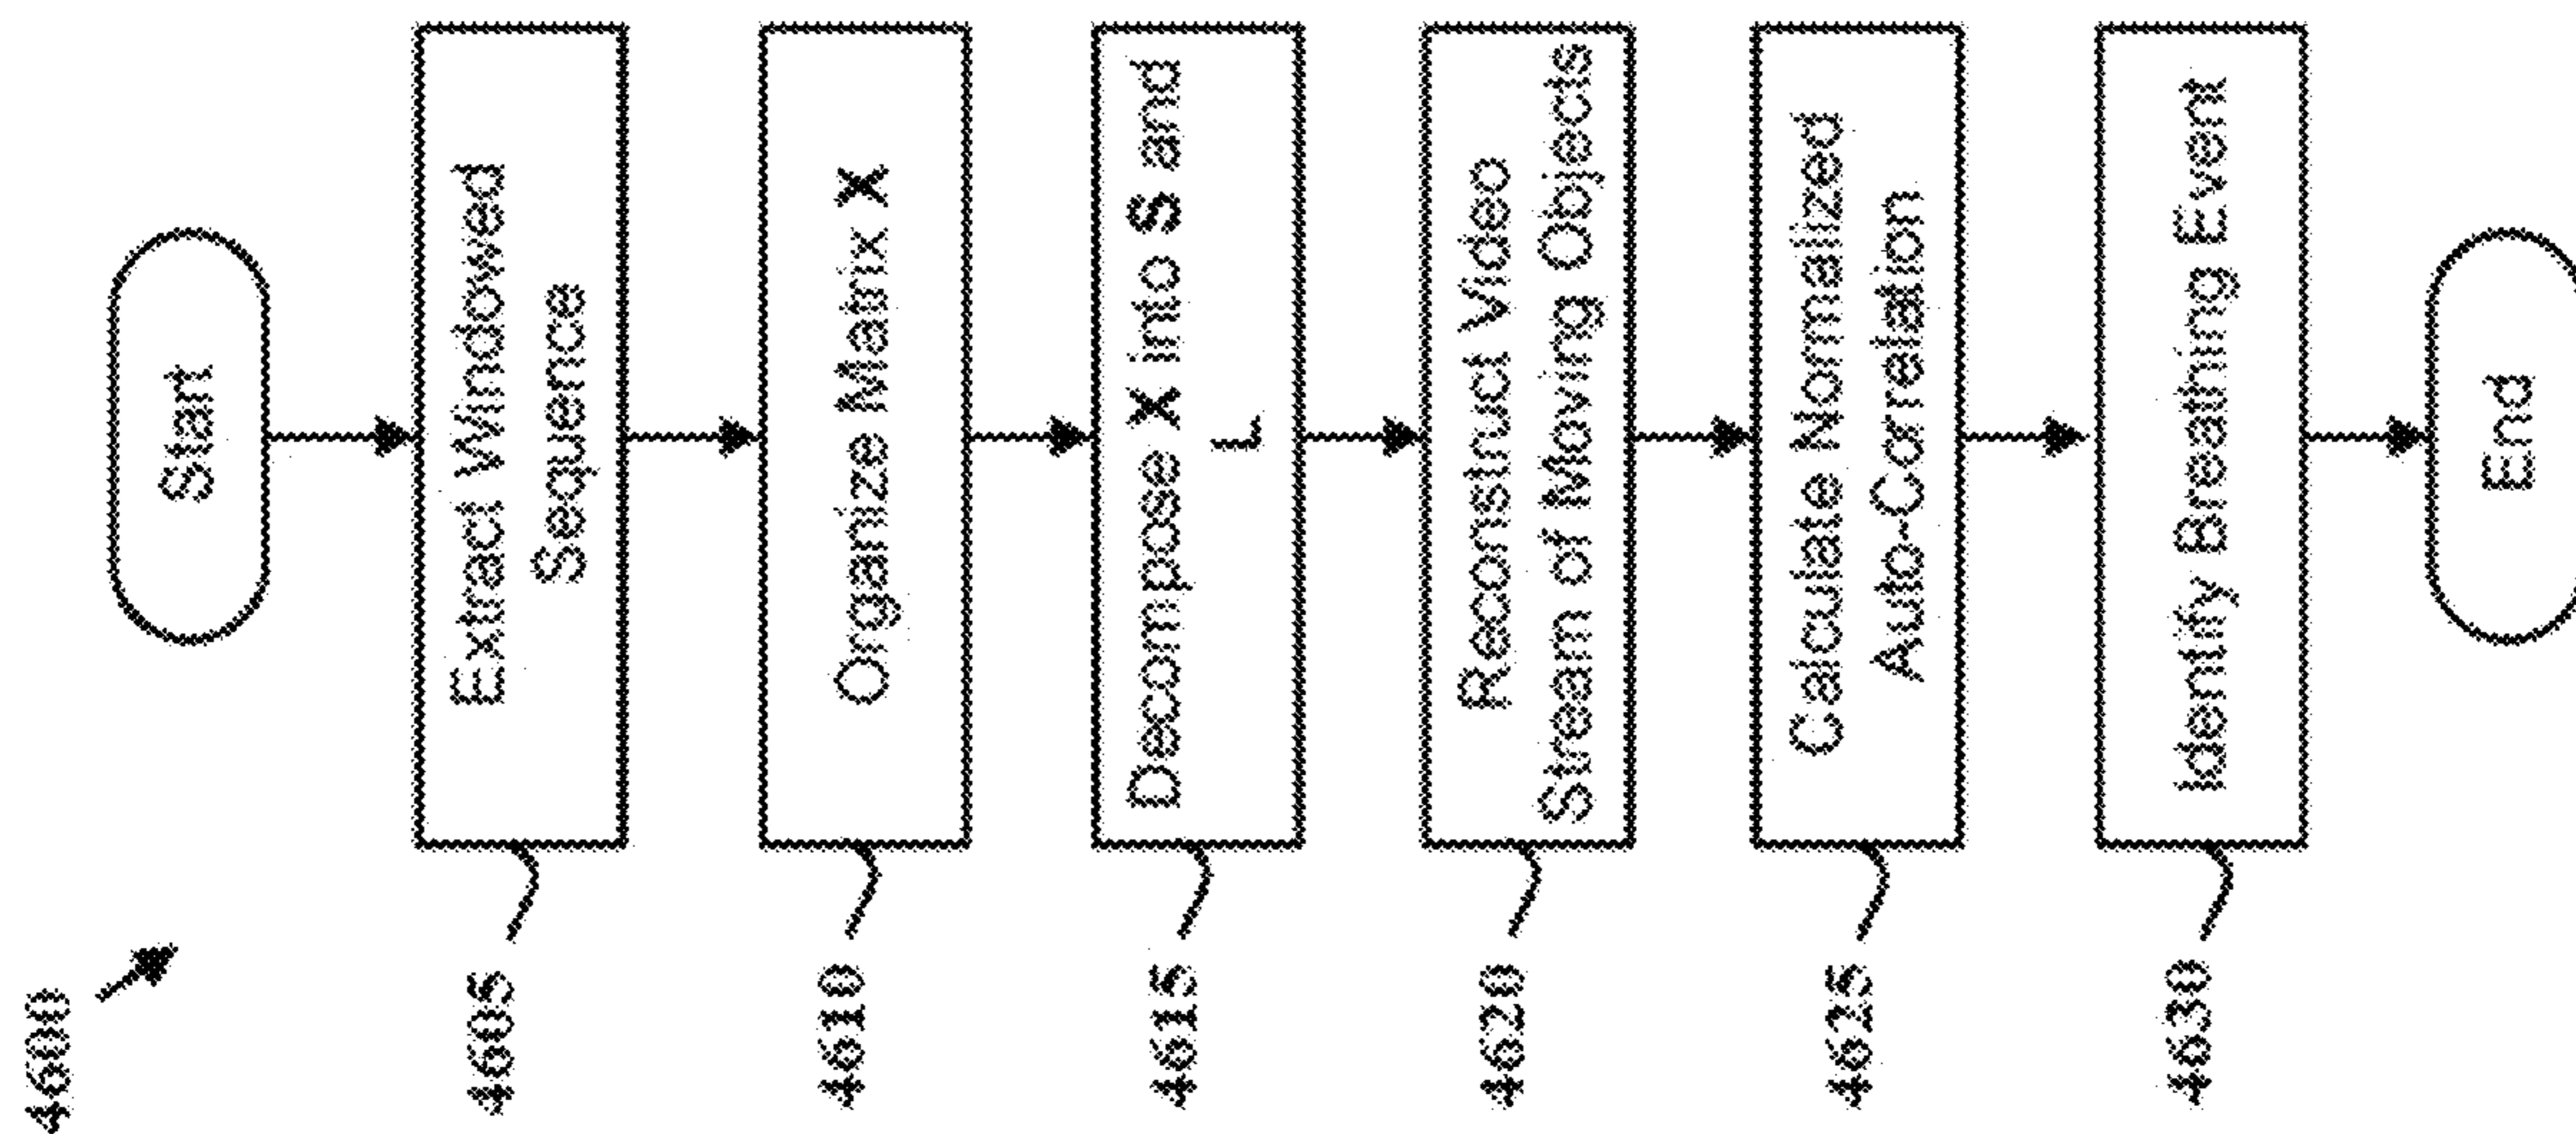 4600
Start
4605
Extract Windowed
Sequence
4610
Organize Matrix X
4615
Decompose X into S and
L
4620
Reconstruct Video
Stream of Moving Objects
4625
Calculate Normalized
Auto-Correlation
4630
Identify Breathing Event
End